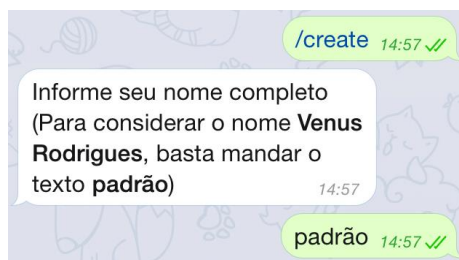 /create 14:57
Informe seu nome completo
(Para considerar o nome Venus
Rodrigues, basta mandar o
texto padrão) 14:57
padrão 14:57